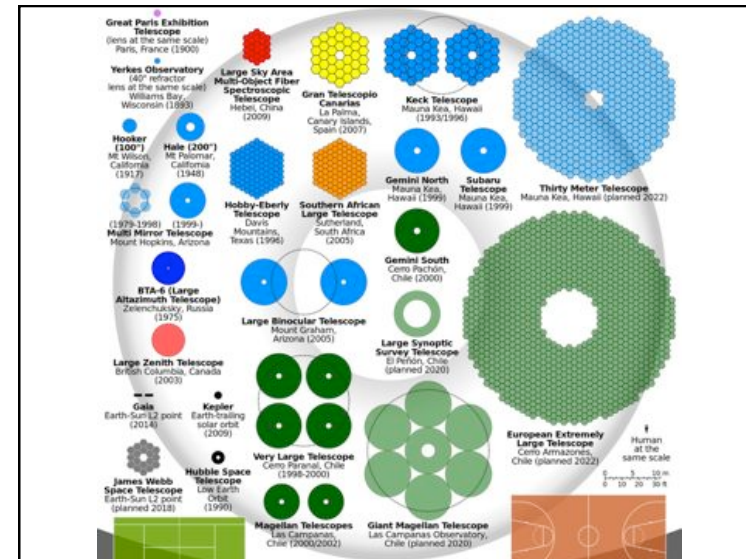 Great Paris Exhibition
Telescope
(lens at the same scale)
Paris, France (1900)
Yerkes Observatory
(40" refractor
lens at the same scale)
Williams Bay,
Wisconsin (1893)
Hooker
(100")
Mt Wilson,
California
(1917)
Hale (200")
Mt Palomar,
California
(1948)
(1979-1998) (1999-)
Multi Mirror Telescope
Mount Hopkins, Arizona
BTA-6 (Large
Altazimuth Telescope)
Zelenchuksky, Russia
(1975)
Large Zenith Telescope
British Columbia, Canada
(2003)
Gaia
Earth-Sun L2 point
(2014)
Kepler
Earth-trailing
solar orbit
(2009)
James Webb
Space Telescope
Earth-Sun L2 point
(planned 2018)
Hubble Space
Telescope
Low Earth
Orbit
(1990)
Large Sky Area
Multi-Object Fiber
Spectroscopic
Telescope
Hebei, China
(2009)
Gran Telescopio
Canarias
La Palma,
Canary Islands,
Spain (2007)
Keck Telescope
Mauna Kea, Hawaii
(1993/1996)
Hobby-Eberly
Telescope
Davis
Mountains,
Texas (1996)
Southern African
Large Telescope
Sutherland,
South Africa
(2005)
Gemini North
Mauna Kea,
Hawaii (1999)
Subaru
Telescope
Mauna Kea,
Hawaii (1999)
Thirty Meter Telescope
Mauna Kea, Hawaii (planned 2022)
Gemini South
Cerro Pachón,
Chile (2000)
Large Binocular Telescope
Mount Graham,
Arizona (2005)
Large Synoptic
Survey Telescope
El Peñón, Chile
(planned 2020)
Very Large Telescope
Cerro Paranal, Chile
(1998-2000)
Magellan Telescopes
Las Campanas,
Chile (2000/2002)
Giant Magellan Telescope
Las Campanas Observatory,
Chile (planned 2020)
European Extremely
Large Telescope
Cerro Armazones,
Chile (planned 2022)
Human
at the
same scale
0 5 10 m
0 10 20 30 ft